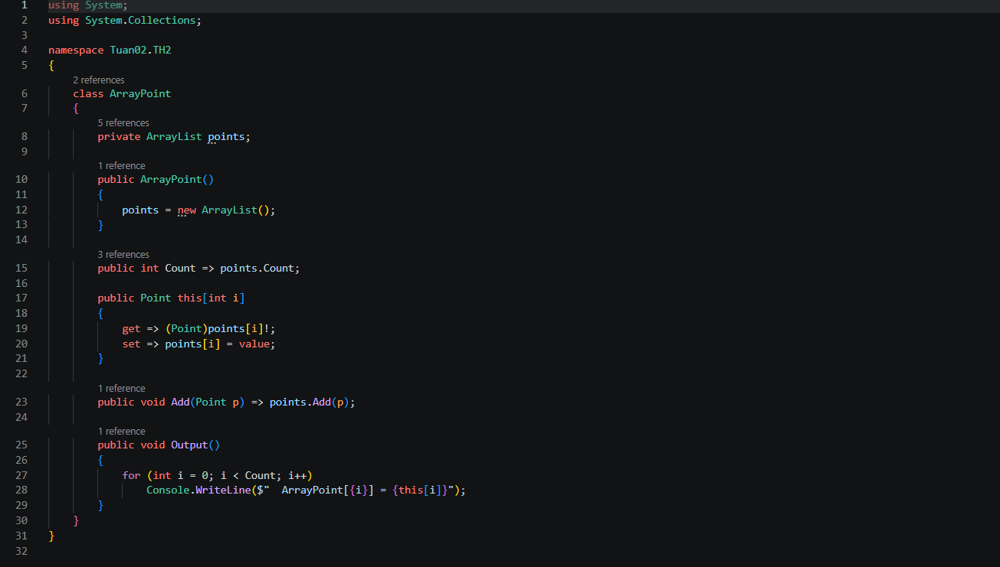 1 using System;
2 using System.Collections;
3
4 namespace Tuan02.TH2
5 {
2 references
6 class ArrayPoint
7 {
5 references
8 private ArrayList points;
9
1 reference
10 public ArrayPoint()
11 {
12 points = new ArrayList();
13 }
14
3 references
15 public int Count => points.Count;
16
17 public Point this[int i]
18 {
19 get => (Point)points[i]!;
20 set => points[i] = value;
21 }
22
1 reference
23 public void Add(Point p) => points.Add(p);
24
1 reference
25 public void Output()
26 {
27 for (int i = 0; i < Count; i++)
28 Console.WriteLine($"  ArrayPoint[{i}] = {this[i]}");
29 }
30 }
31 }
32